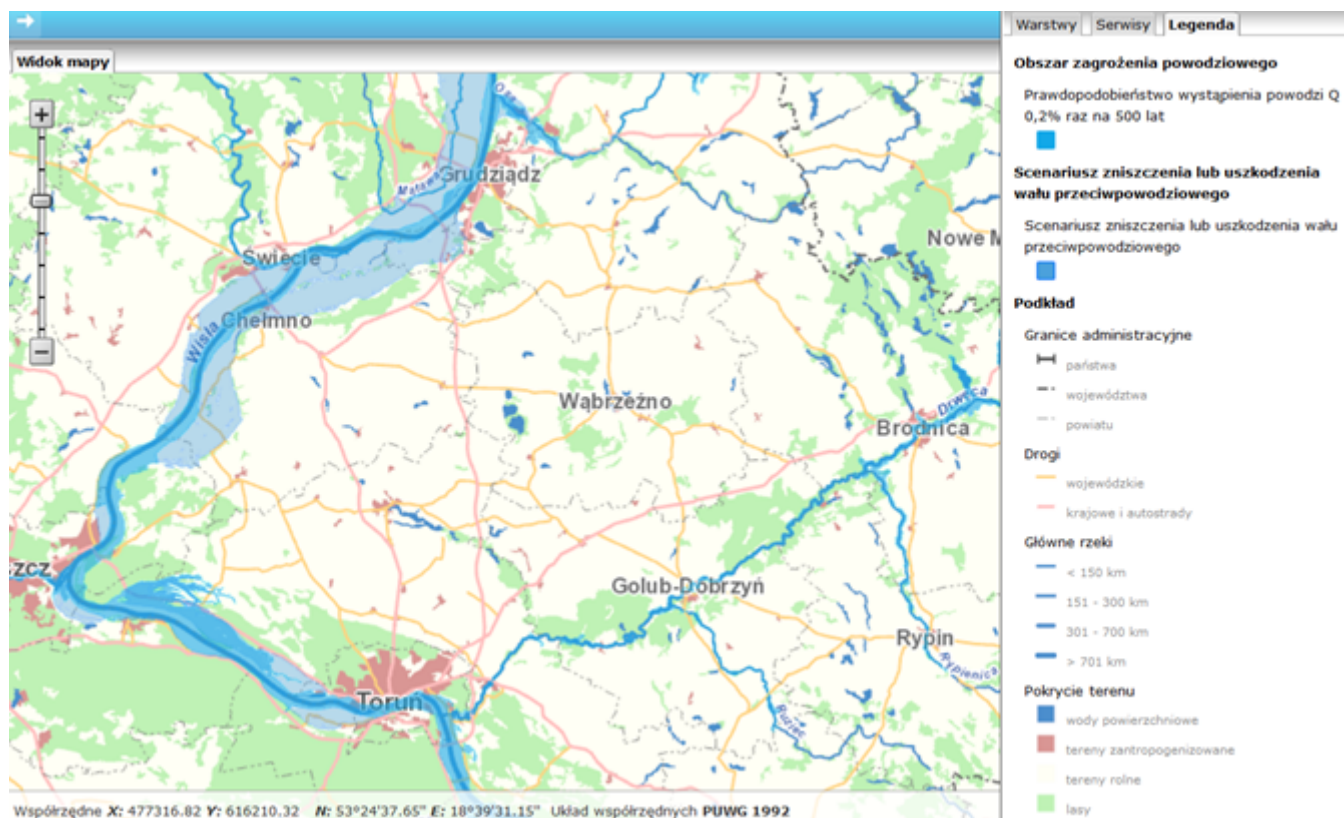 Widok mapy
Osa
Grudziądz
Matawa
Nowe M
Świecie
Wisła
Chełmno
Wąbrzeźno
Drwęca
Brodnica
szcz
Golub-Dobrzyń
Rypin
Rypienica
Toruń
Ruziec
Współrzędne X: 477316.82 Y: 616210.32 N: 53°24'37.65" E: 18°39'31.15" Układ współrzędnych PUWG 1992
Warstwy Serwisy Legenda
Obszar zagrożenia powodziowego
Prawdopodobieństwo wystąpienia powodzi Q
0,2% raz na 500 lat
Scenariusz zniszczenia lub uszkodzenia
wału przeciwpowodziowego
Scenariusz zniszczenia lub uszkodzenia wału
przeciwpowodziowego
Podkład
Granice administracyjne
państwa
województwa
powiatu
Drogi
wojewódzkie
krajowe i autostrady
Główne rzeki
< 150 km
151 - 300 km
301 - 700 km
> 701 km
Pokrycie terenu
wody powierzchniowe
tereny zantropogenizowane
tereny rolne
lasy